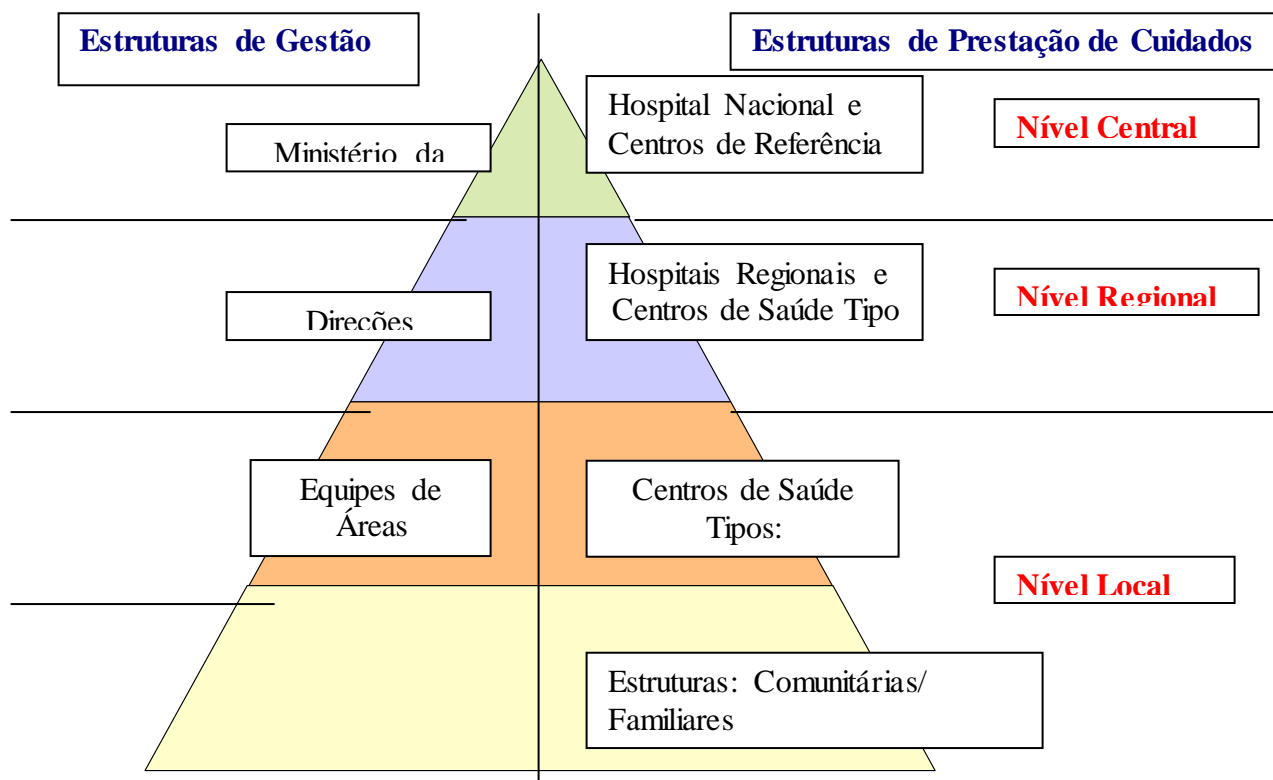 Estruturas de Gestão
Estruturas de Prestação de Cuidados
Ministério da
Hospital Nacional e
Centros de Referência
Nível Central
Direções
Hospitais Regionais e
Centros de Saúde Tipo
Nível Regional
Equipes de
Áreas
Centros de Saúde
Tipos:
Nível Local
Estruturas: Comunitárias/
Familiares